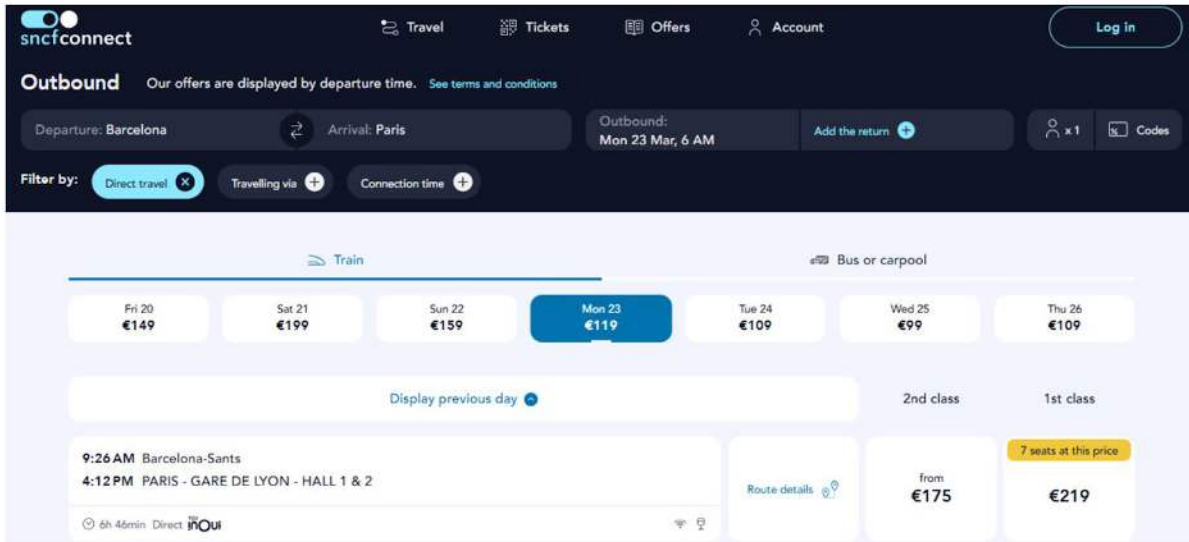 sncfconnect
Travel
Tickets
Offers
Account
Log in
Outbound
Our offers are displayed by departure time. See terms and conditions
Departure: Barcelona
Arrival: Paris
Outbound:
Mon 23 Mar, 6 AM
Add the return
x 1
Codes
Filter by:
Direct travel
Travelling via
Connection time
Train
Bus or carpool
Fri 20
€149
Sat 21
€199
Sun 22
€159
Mon 23
€119
Tue 24
€109
Wed 25
€99
Thu 26
€109
Display previous day
2nd class
1st class
9:26 AM Barcelona-Sants
4:12 PM PARIS - GARE DE LYON - HALL 1 & 2
6h 46min Direct inOui
Route details
from
€175
7 seats at this price
€219